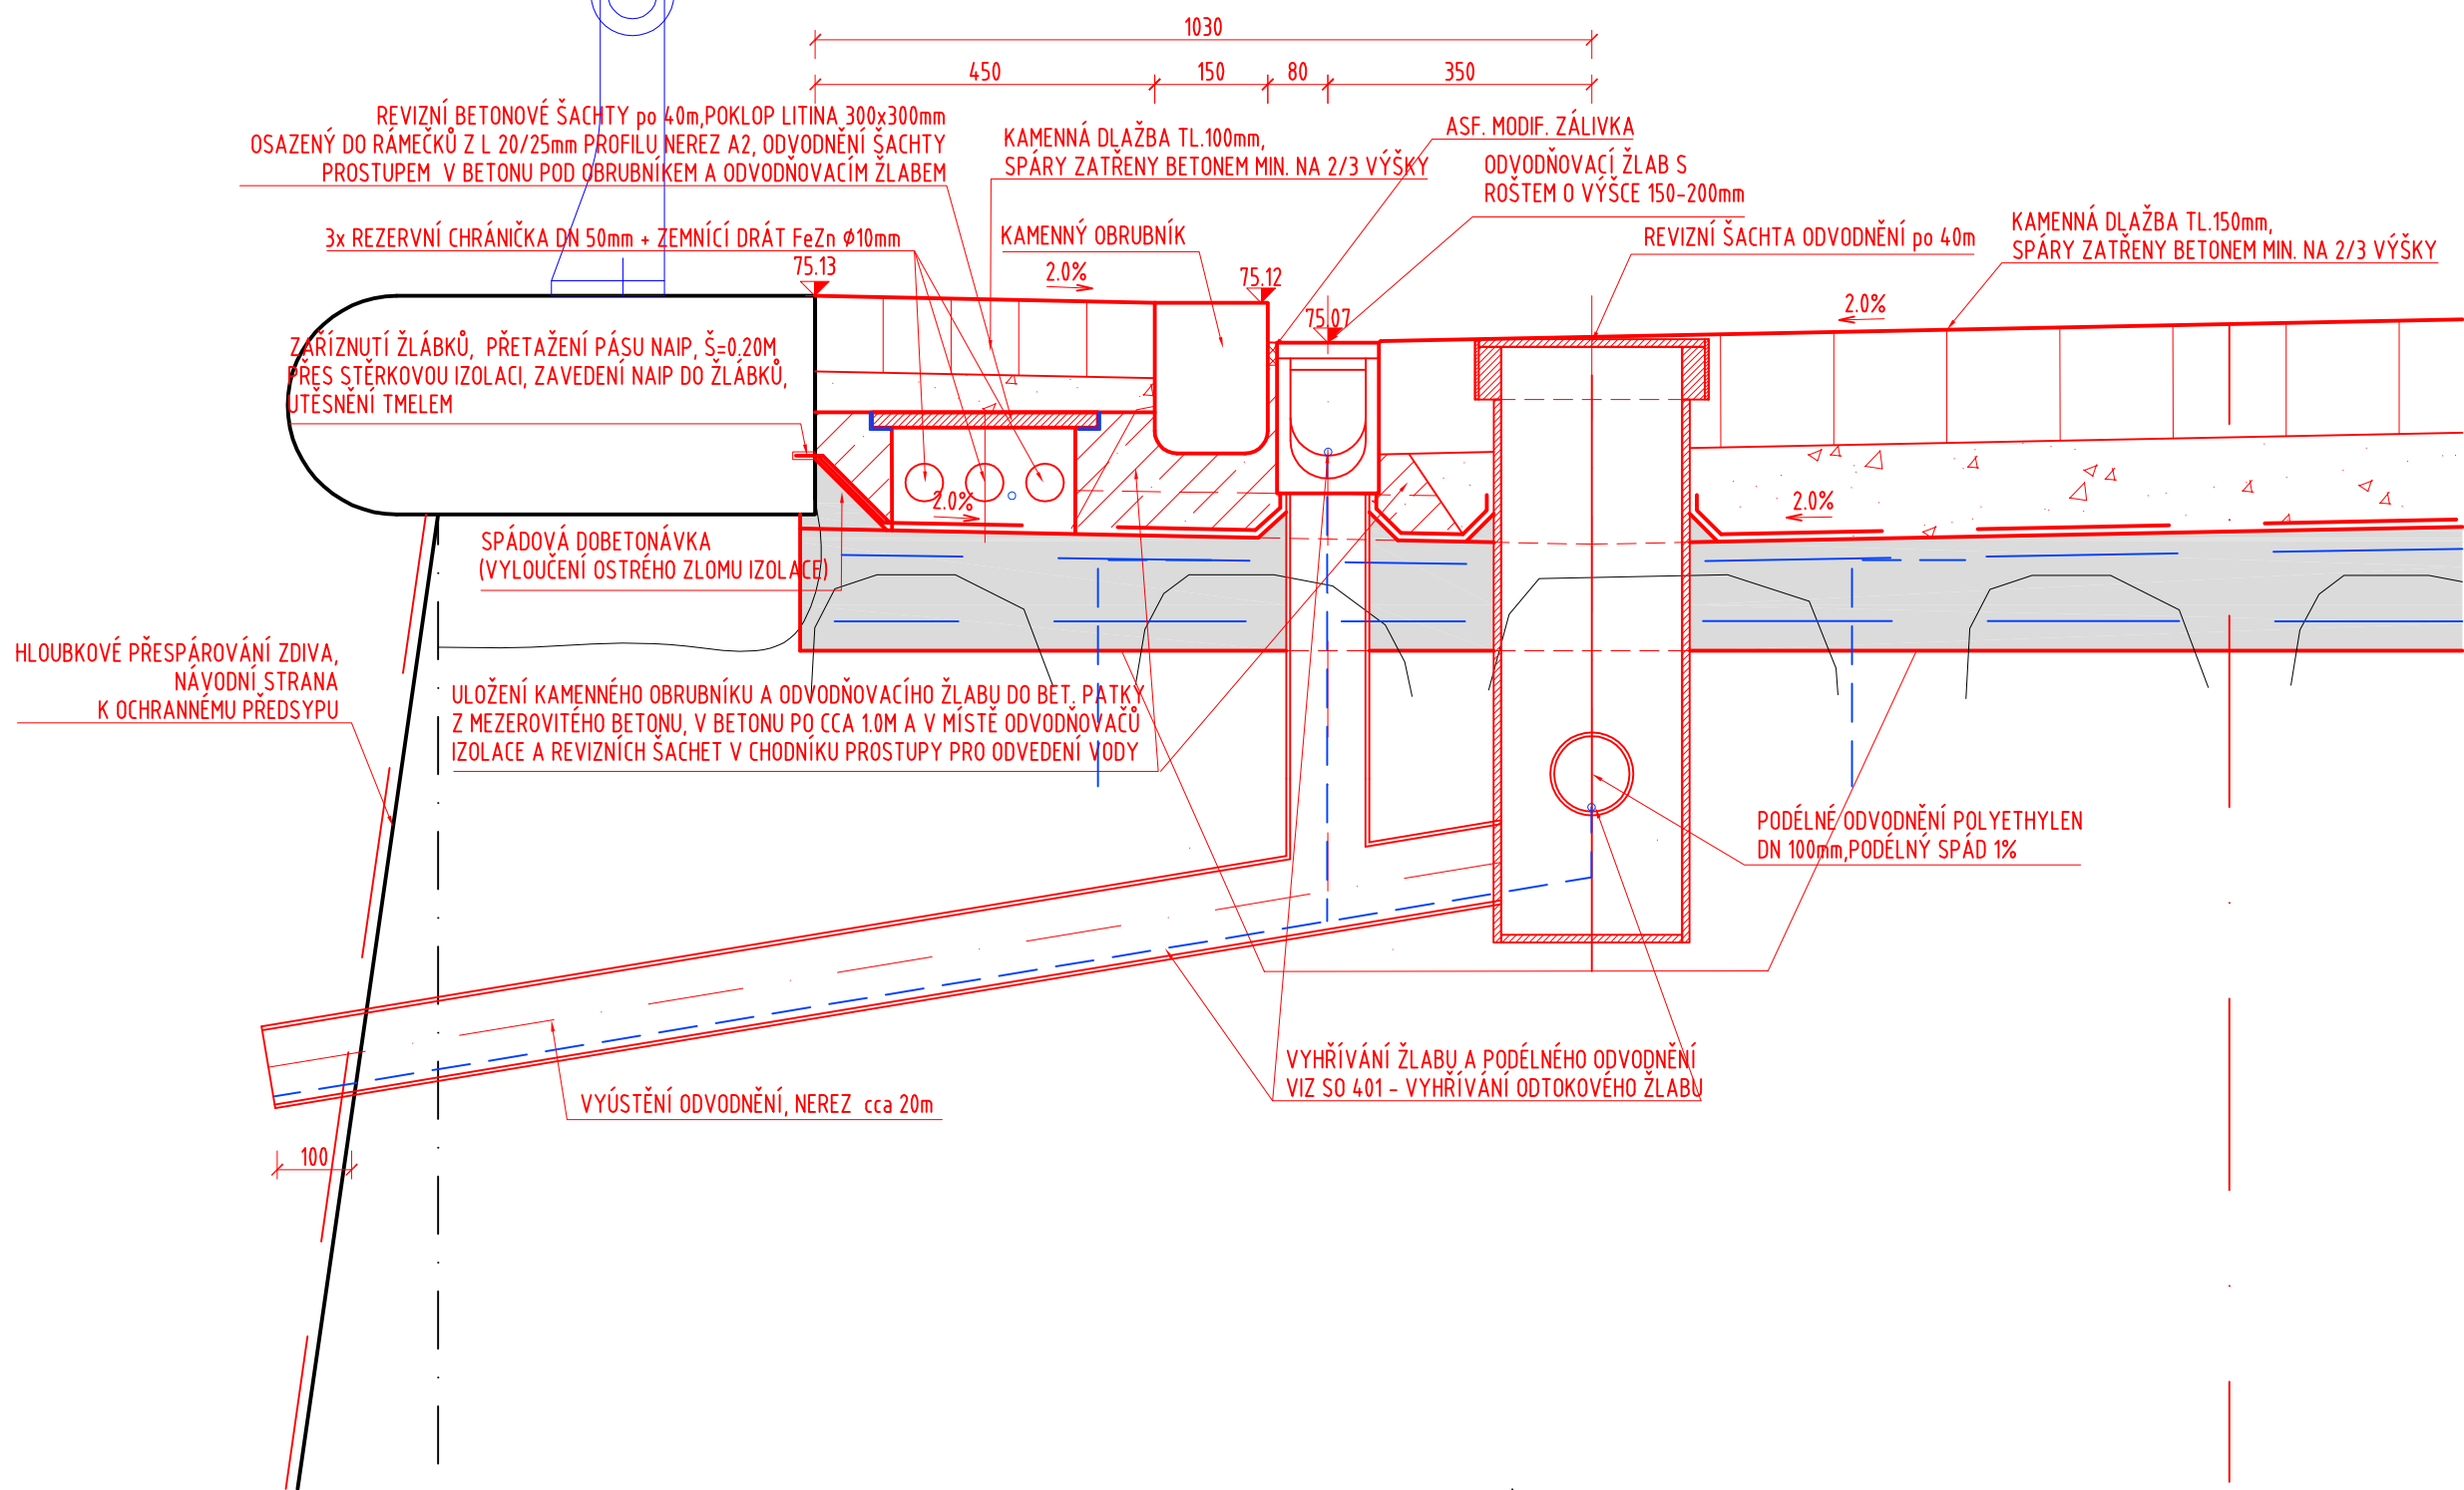 1030
450
150
80
350
REVIZNÍ BETONOVÉ ŠACHTY po 40m,POKLOP LITINA 300x300mm
OSAZENÝ DO RÁMEČKŮ Z L 20/25mm PROFILU NEREZ A2, ODVODNĚNÍ ŠACHTY
PROSTUPEM V BETONU POD OBRUBNÍKEM A ODVODŇOVACÍM ŽLABEM
KAMENNÁ DLAŽBA TL.100mm,
SPÁRY ZATŘENY BETONEM MIN. NA 2/3 VÝŠKY
ASF. MODIF. ZÁLIVKA
ODVODŇOVACÍ ŽLAB S
ROŠTEM O VÝŠCE 150-200mm
3x REZERVNÍ CHRÁNIČKA DN 50mm + ZEMNÍCÍ DRÁT FeZn Ø10mm
KAMENNÝ OBRUBNÍK
REVIZNÍ ŠACHTA ODVODNĚNÍ po 40m
KAMENNÁ DLAŽBA TL.150mm,
SPÁRY ZATŘENY BETONEM MIN. NA 2/3 VÝŠKY
75.13
2.0%
75.12
75.07
2.0%
ZAŘÍZNUTÍ ŽLÁBKŮ, PŘETAŽENÍ PÁSU NAIP, Š=0.20M
PŘES STĚRKOVOU IZOLACI, ZAVEDENÍ NAIP DO ŽLÁBKŮ,
UTĚSNĚNÍ TMELEM
2.0%
2.0%
SPÁDOVÁ DOBETONÁVKA
(VYLOUČENÍ OSTRÉHO ZLOMU IZOLACE)
HLOUBKOVÉ PŘESPÁROVÁNÍ ZDIVA,
NÁVODNÍ STRANA
K OCHRANNÉMU PŘEDSYPU
ULOŽENÍ KAMENNÉHO OBRUBNÍKU A ODVODŇOVACÍHO ŽLABU DO BET. PATKY
Z MEZEROVITÉHO BETONU, V BETONU PO CCA 1.0M A V MÍSTĚ ODVODŇOVAČŮ
IZOLACE A REVIZNÍCH ŠACHET V CHODNÍKU PROSTUPY PRO ODVEDENÍ VODY
PODÉLNÉ ODVODNĚNÍ POLYETHYLEN
DN 100mm,PODÉLNÝ SPÁD 1%
VYHŘÍVÁNÍ ŽLABU A PODÉLNÉHO ODVODNĚNÍ
VIZ SO 401 - VYHŘÍVÁNÍ ODTOKOVÉHO ŽLABU
VYÚSTĚNÍ ODVODNĚNÍ, NEREZ cca 20m
100